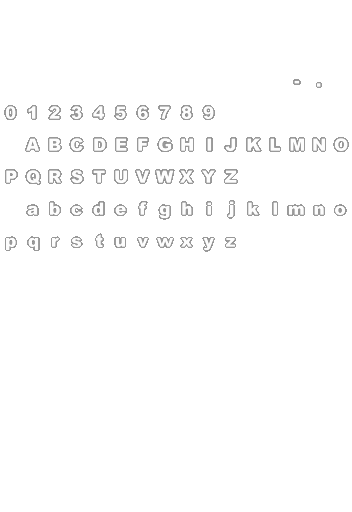 - .
0 1 2 3 4 5 6 7 8 9
A B C D E F G H I J K L M N O
P Q R S T U V W X Y Z
a b c d e f g h i j k l m n o
p q r s t u v w x y z